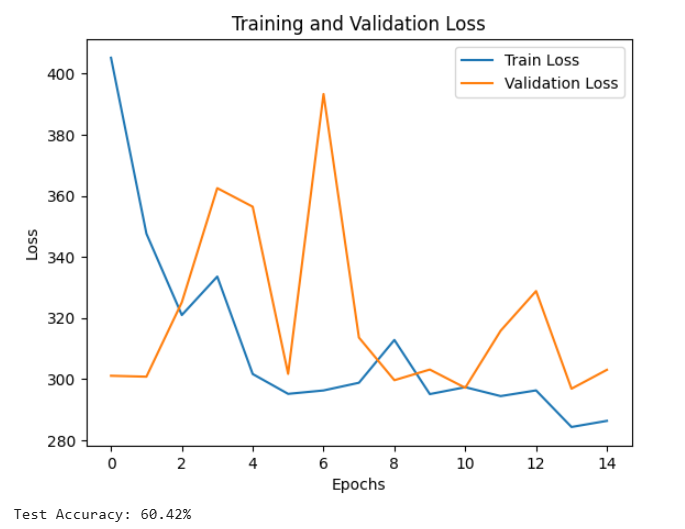 Training and Validation Loss
Train Loss
Validation Loss
400
380
360
340
320
300
280
Loss
0 2 4 6 8 10 12 14
Epochs
Test Accuracy: 60.42%